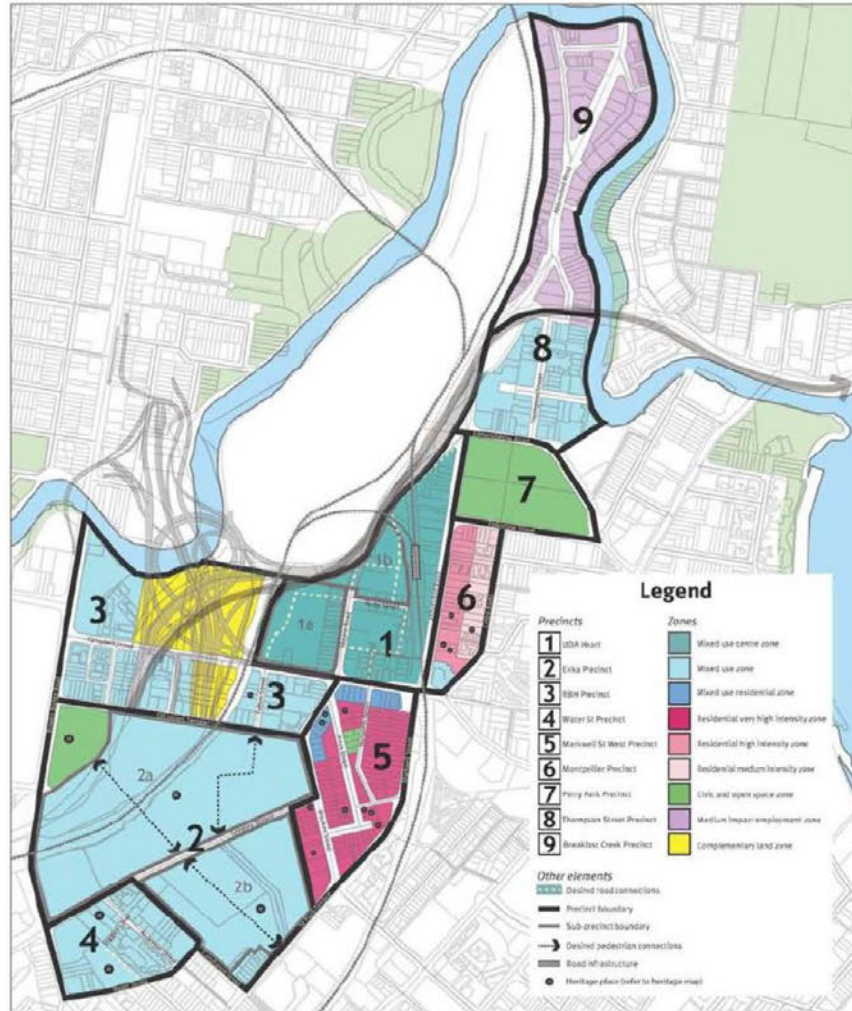 9
8
7
1b
3
1a
6
1
3
5
2a
2
2b
4
Legend
Precincts
1 UDA Heart
2 Ekka Precinct
3 RBH Precinct
4 Water St Precinct
5 Markwell St West Precinct
6 Montpelier Precinct
7 Perry Park Precinct
8 Thompson Street Precinct
9 Breakfast Creek Precinct
Zones
Mixed use centre zone
Mixed use zone
Mixed use residential zone
Residential very high intensity zone
Residential high intensity zone
Residential medium intensity zone
Civic and open space zone
Medium impact employment zone
Complementary land zone
Other elements
Desired road connections
Precinct boundary
Sub-precinct boundary
Desired pedestrian connections
Road infrastructure
Heritage place (refer to heritage map)